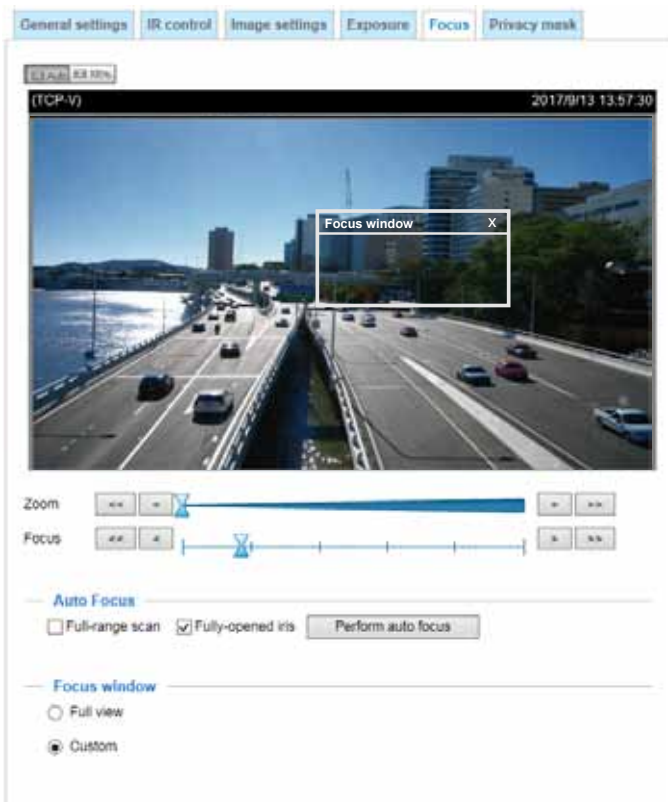 General settings IR control Image settings Exposure Focus Privacy mask
(TCP-V) 2017/9/13 13:57:30
Focus window X
Zoom << >>
Focus << < > >>
Auto Focus
Full-range scan Fully-opened iris Perform auto focus
Focus window
Full view
Custom